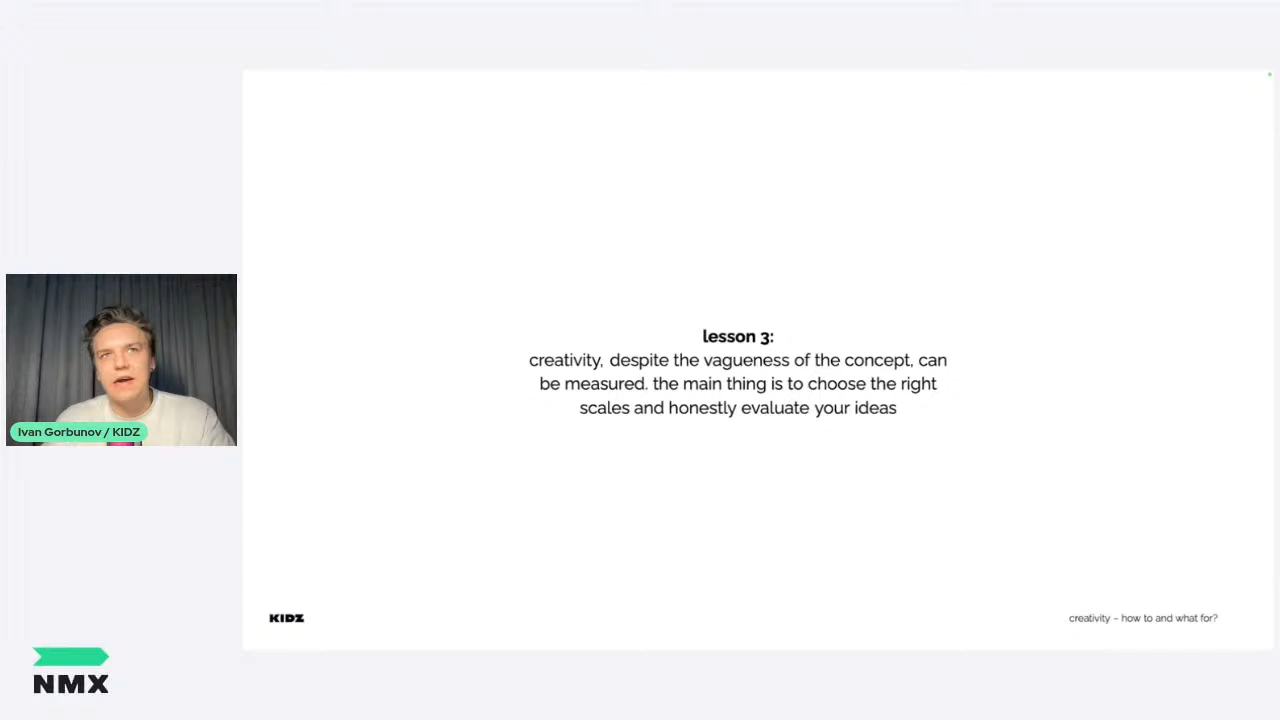 lesson 3:
creativity, despite the vagueness of the concept, can
be measured. the main thing is to choose the right
scales and honestly evaluate your ideas
Ivan Gorbunov / KIDZ
KIDZ
creativity – how to and what for?
NMX